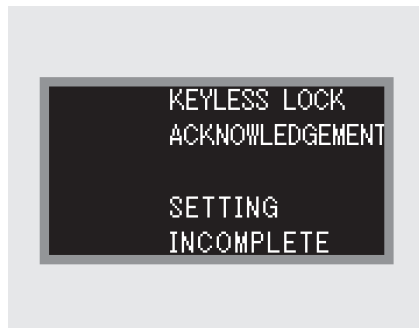 KEYLESS LOCK
ACKNOWLEDGEMENT
SETTING
INCOMPLETE